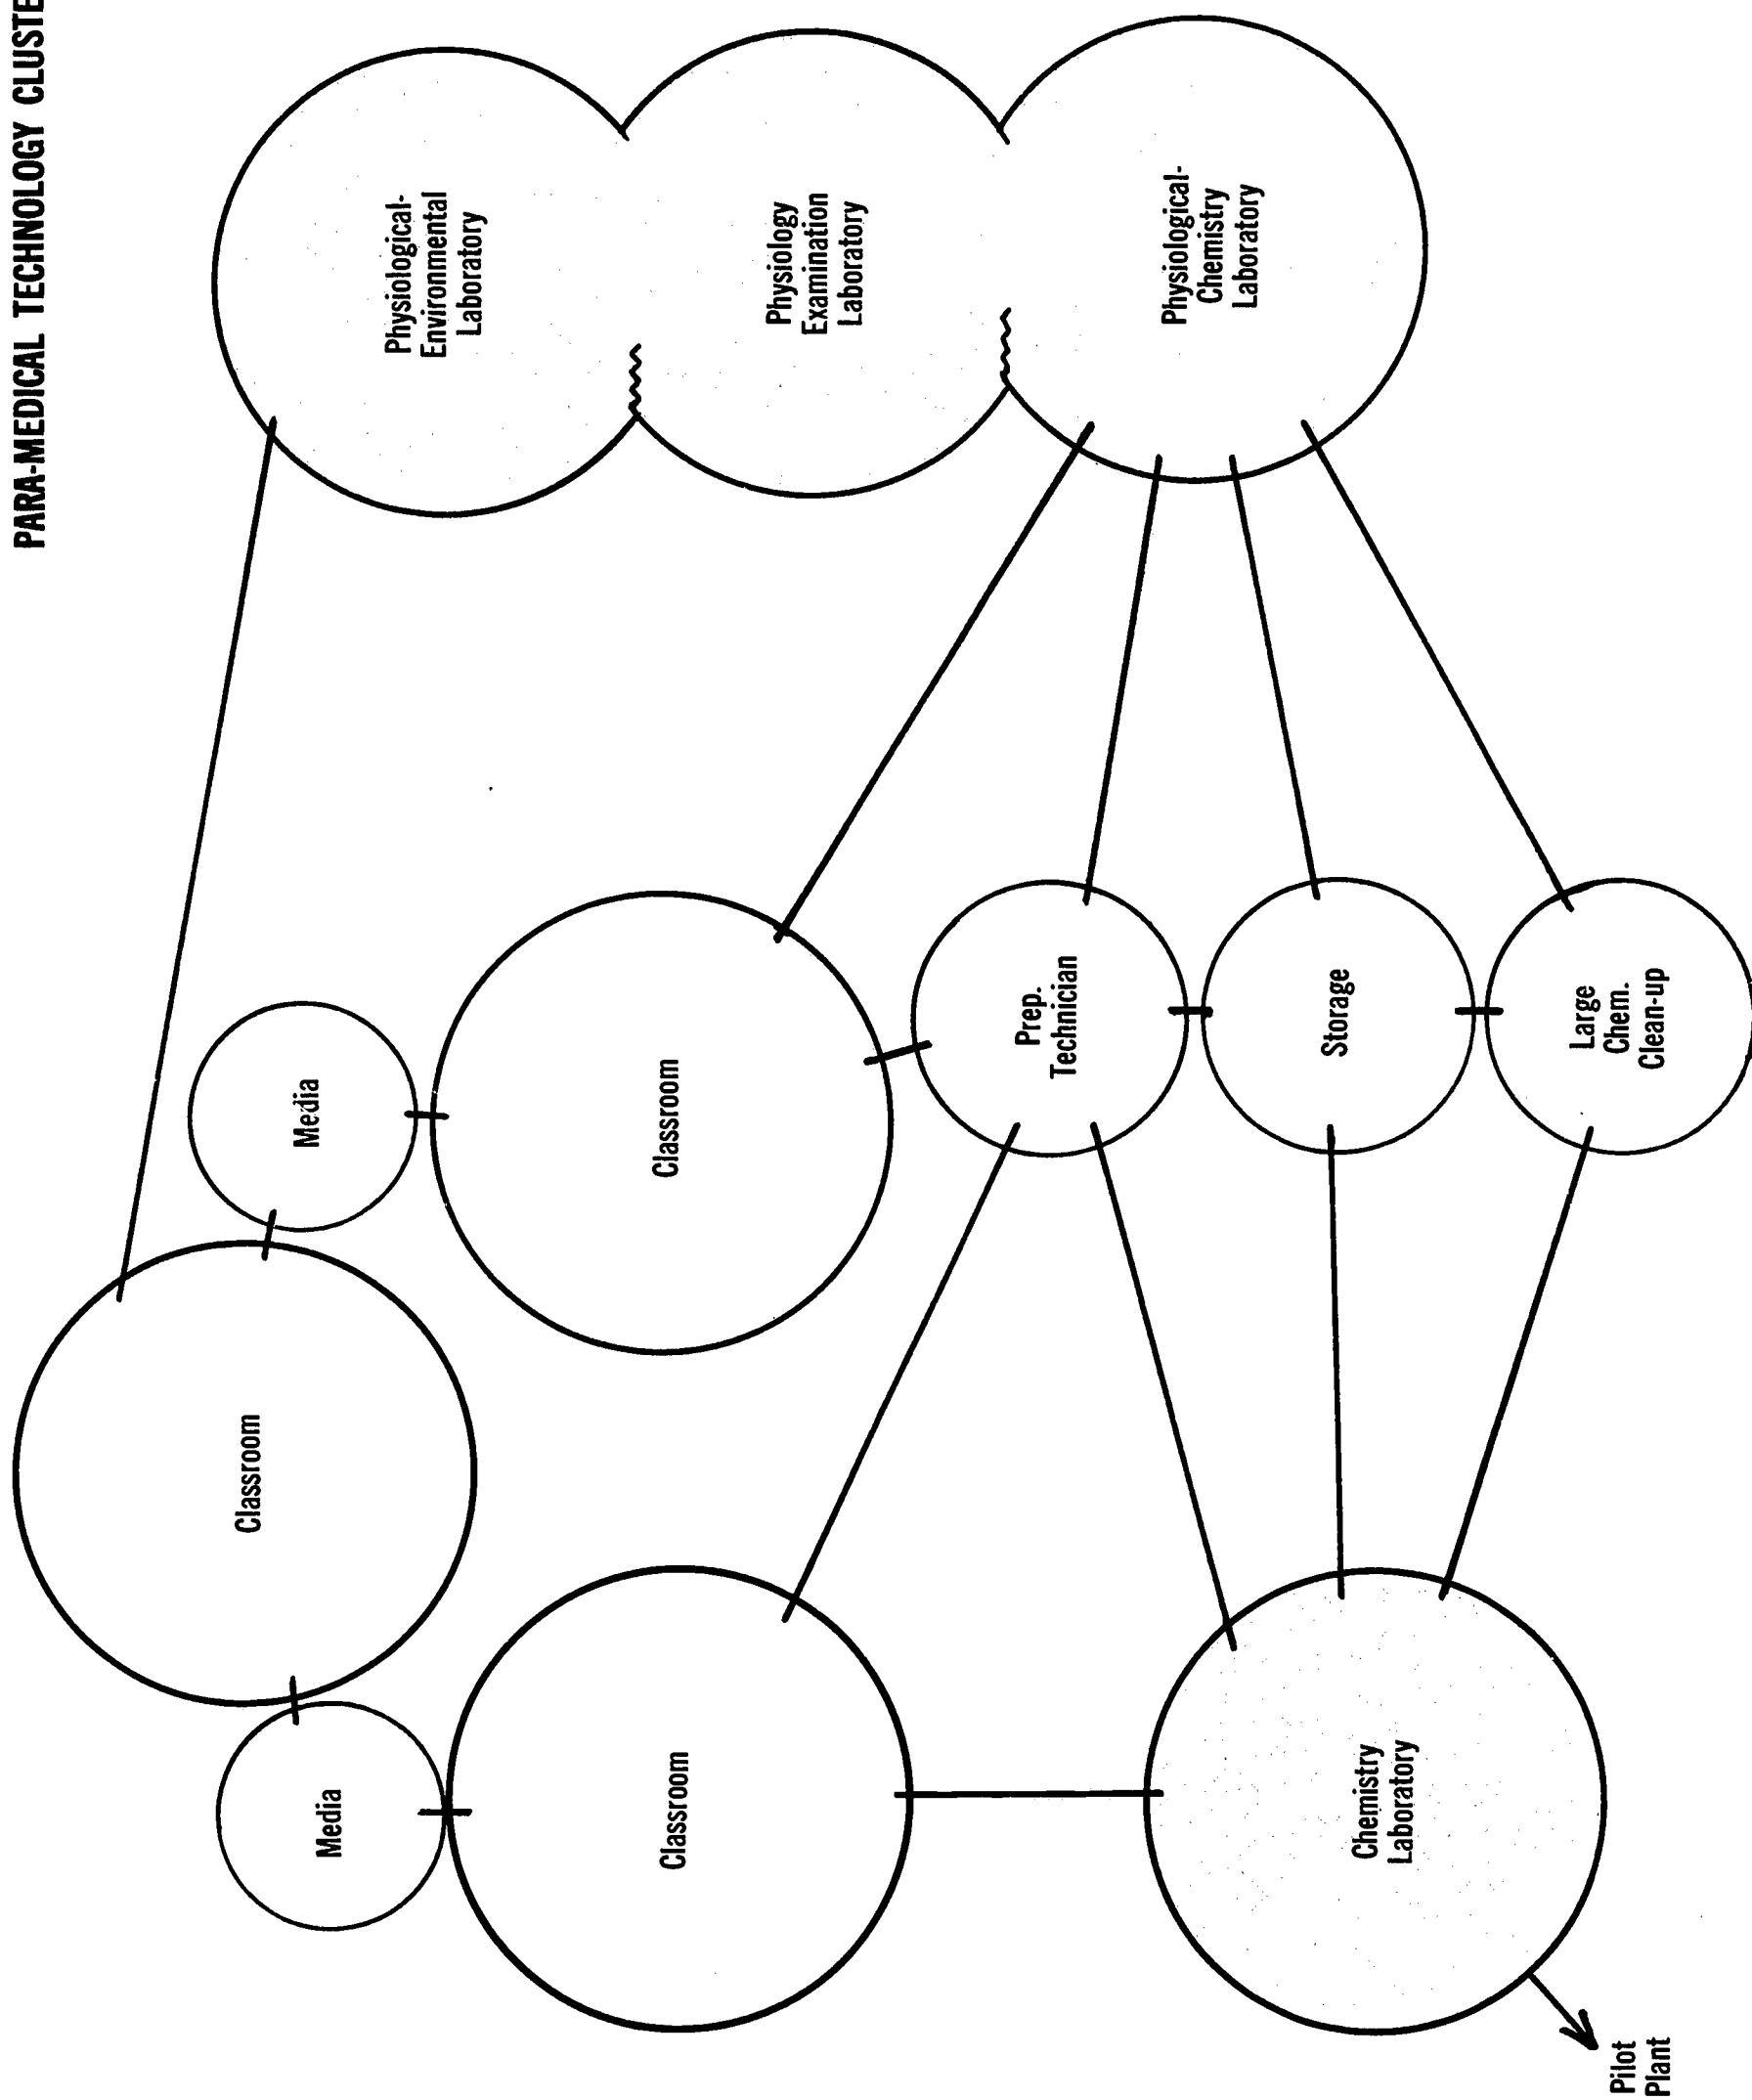 PARA-MEDICAL TECHNOLOGY CLUSTE
Classroom
Media
Media
Physiological-
Environmental
Laboratory
Classroom
Classroom
Physiology
Examination
Laboratory
Prep.
Technician
Physiological-
Chemistry
Laboratory
Storage
Chemistry
Laboratory
Large
Chem.
Clean-up
Pilot
Plant